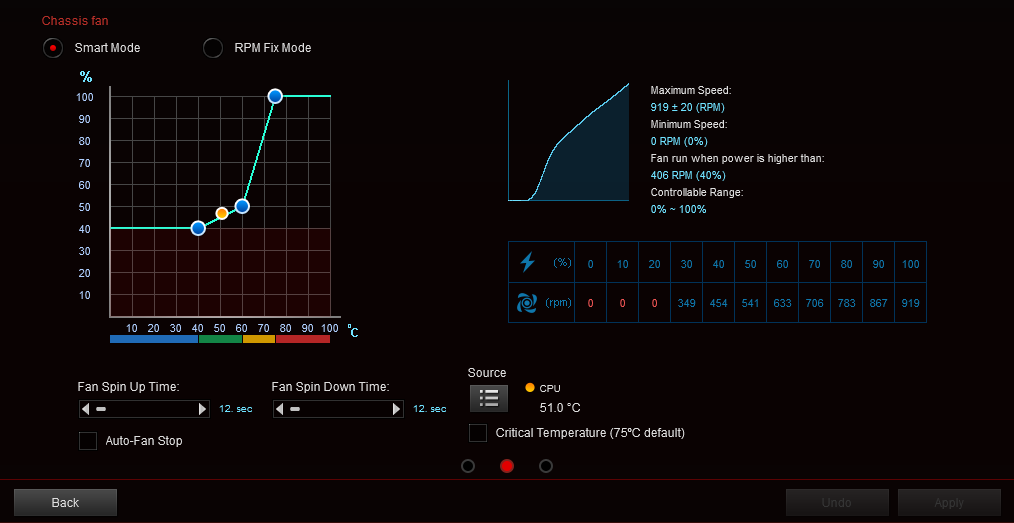 Chassis fan
Smart Mode RPM Fix Mode
%
100
90
80
70
60
50
40
30
20
10
10 20 30 40 50 60 70 80 90 100 °C
Maximum Speed:
919 ± 20 (RPM)
Minimum Speed:
0 RPM (0%)
Fan run when power is higher than:
406 RPM (40%)
Controllable Range:
0% ~ 100%
(%) 0 10 20 30 40 50 60 70 80 90 100
(rpm) 0 0 0 349 454 541 633 706 783 867 919
Fan Spin Up Time: Fan Spin Down Time:
12. sec 12. sec
Auto-Fan Stop
Source
CPU
51.0 °C
Critical Temperature (75ºC default)
Back Undo Apply